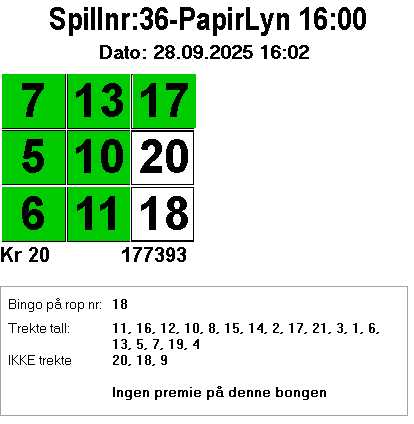 Spillnr:36-PapirLyn 16:00
Dato: 28.09.2025 16:02
7 13 17
5 10 20
6 11 18
Kr 20 177393
Bingo på rop nr: 18
Trekte tall: 11, 16, 12, 10, 8, 15, 14, 2, 17, 21, 3, 1, 6,
13, 5, 7, 19, 4
IKKE trekte 20, 18, 9
Ingen premie på denne bongen